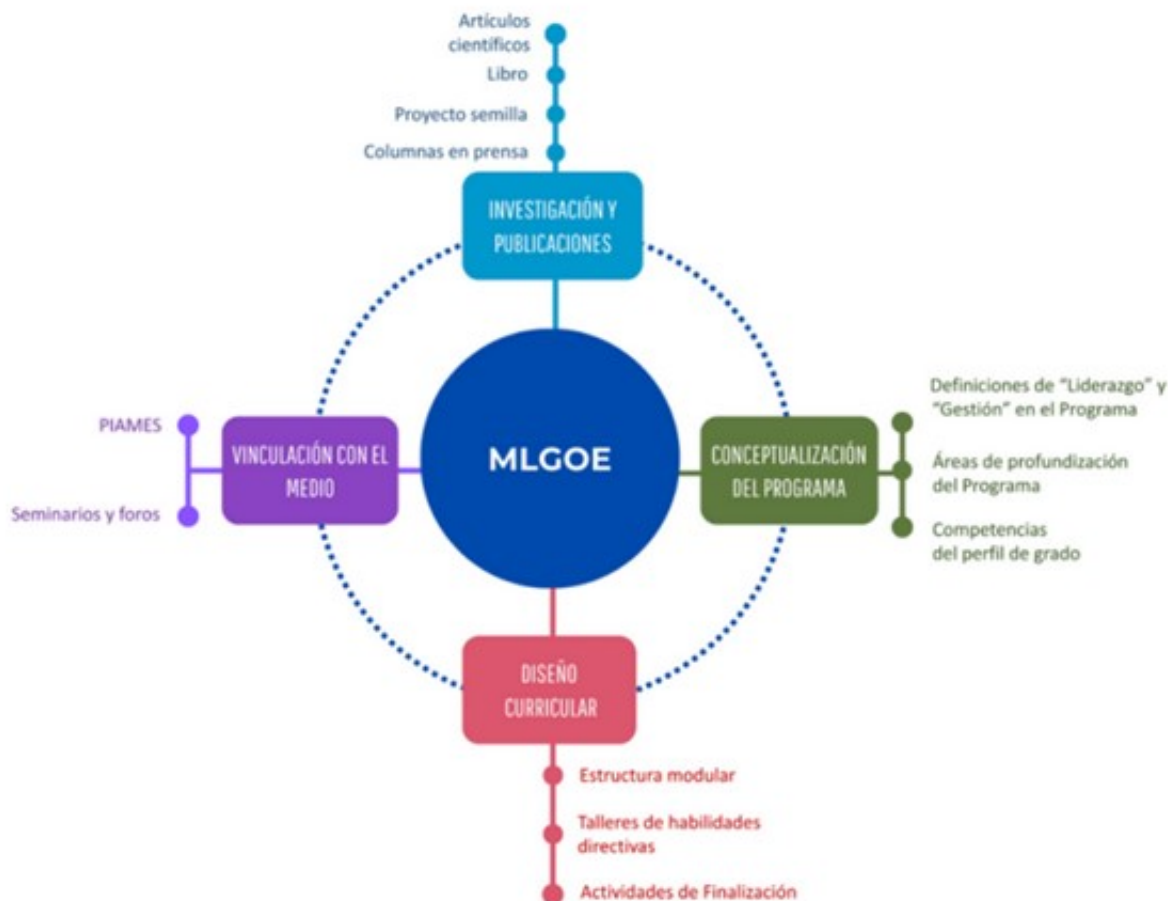 Artículos
científicos
Libro
Proyecto semilla
Columnas en prensa
INVESTIGACIÓN Y
PUBLICACIONES
PIAMES
Seminarios y foros
VINCULACIÓN CON EL
MEDIO
MLGOE
CONCEPTUALIZACIÓN
DEL PROGRAMA
Definiciones de “Liderazgo” y
“Gestión” en el Programa
Áreas de profundización
del Programa
Competencias
del perfil de grado
DISEÑO
CURRICULAR
Estructura modular
Talleres de habilidades
directivas
Actividades de Finalización